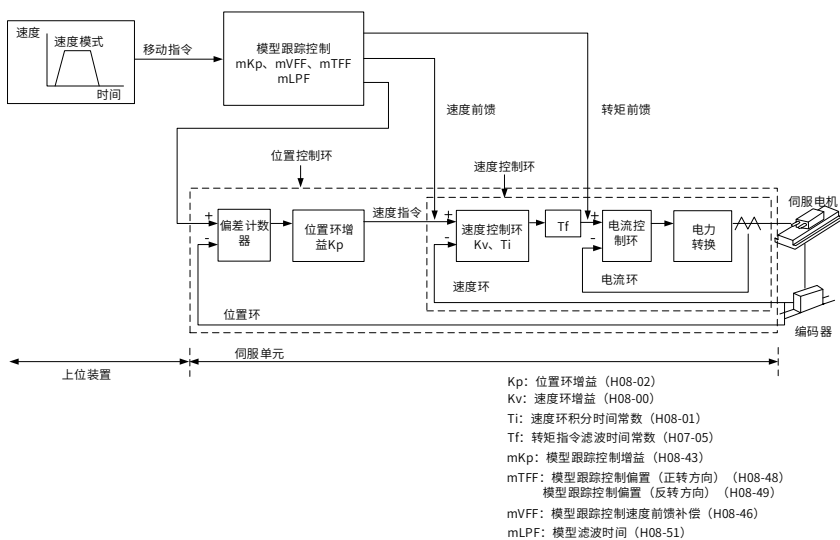 速度
速度模式
时间
移动指令
模型跟踪控制
mKp、mVFF、mTFF
mLPF
速度前馈
转矩前馈
位置控制环
速度控制环
伺服电机
+
-
偏差计数
器
位置环增
益Kp
速度指令
+
-
速度控制环
Kv、Ti
Tf
+
-
电流控
制环
电力
转换
电流环
速度环
位置环
编码器
上位装置
伺服单元
Kp：位置环增益（H08-02）
Kv：速度环增益（H08-00）
Ti：速度环积分时间常数（H08-01）
Tf：转矩指令滤波时间常数（H07-05）
mKp：模型跟踪控制增益（H08-43）
mTFF：模型跟踪控制偏置（正转方向）（H08-48）
模型跟踪控制偏置（反转方向）（H08-49）
mVFF：模型跟踪控制速度前馈补偿（H08-46）
mLPF：模型滤波时间（H08-51）